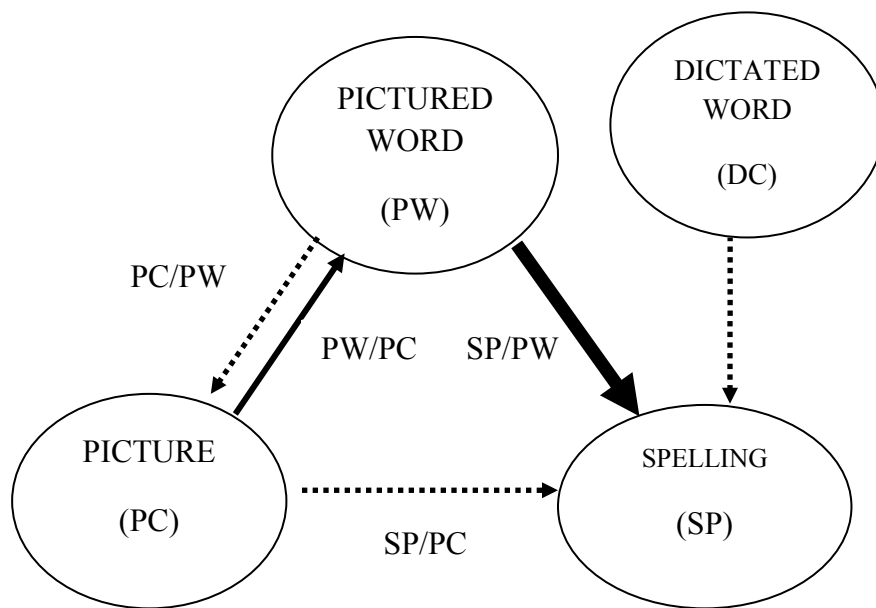 PICTURED
WORD
(PW)
DICTATED
WORD
(DC)
PC/PW
PW/PC
SP/PW
PICTURE
(PC)
SPELLING
(SP)
SP/PC